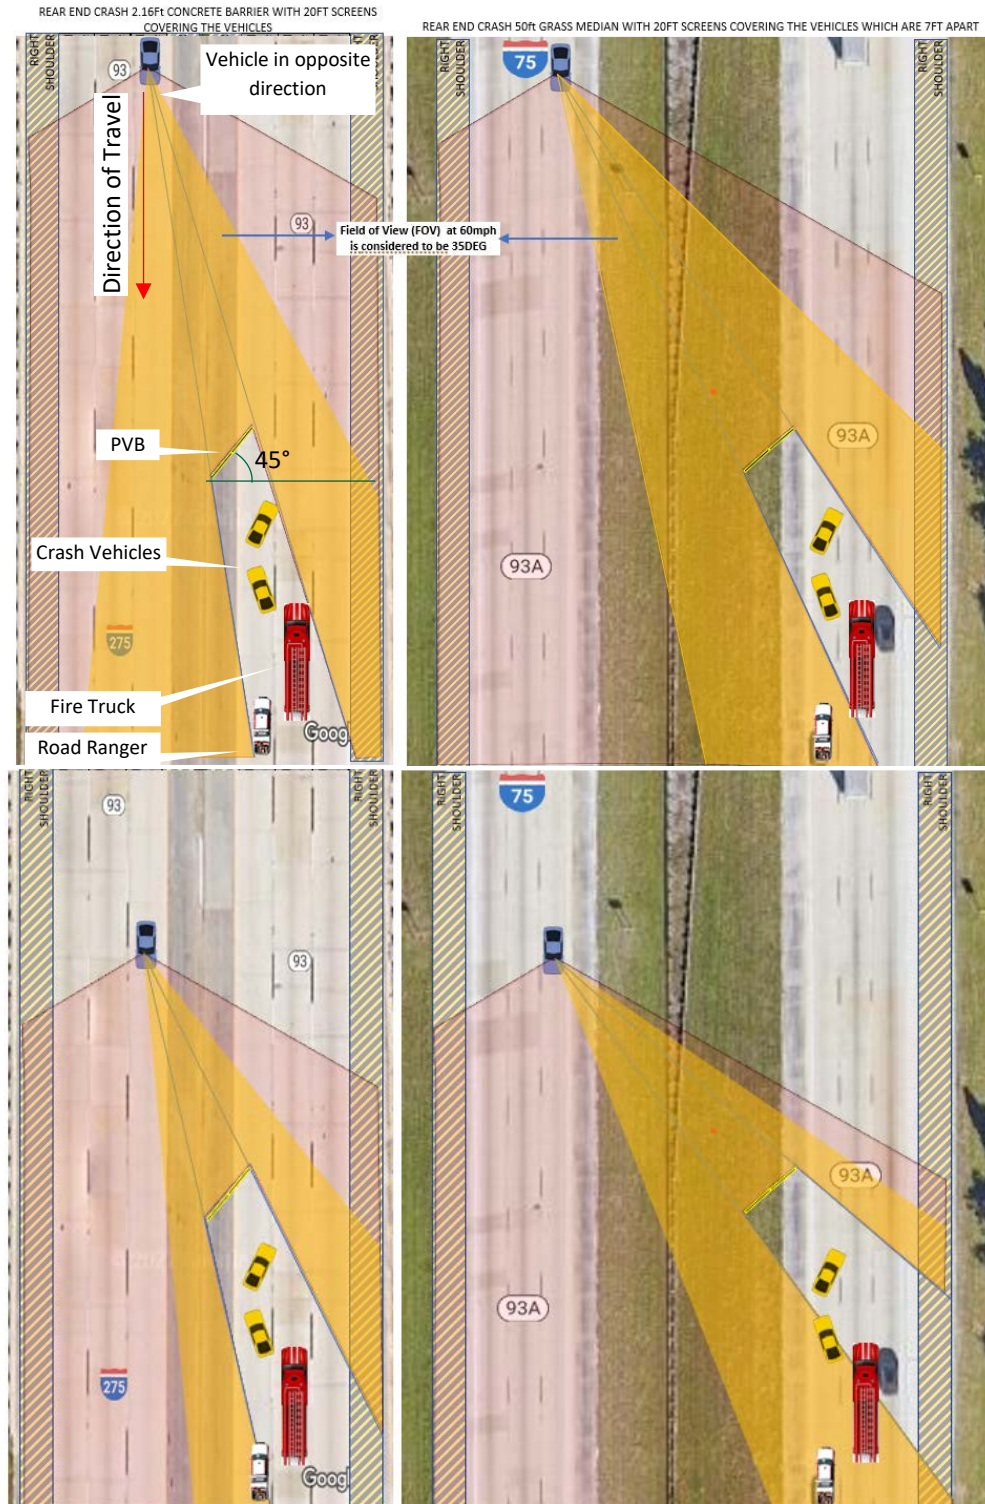 REAR END CRASH 2.16Ft CONCRETE BARRIER WITH 20FT SCREENS
COVERING THE VEHICLES
REAR END CRASH 50ft GRASS MEDIAN WITH 20FT SCREENS COVERING THE VEHICLES WHICH ARE 7FT APART
RIGHT
SHOULDER
93
Vehicle in opposite
direction
RIGHT
SHOULDER
RIGHT
SHOULDER
75
RIGHT
SHOULDER
Direction of Travel
93
Field of View (FOV) at 60mph
is considered to be 35DEG
PVB
45°
93A
Crash Vehicles
93A
275
Fire Truck
Road Ranger
Goog
RIGHT
SHOULDER
93
RIGHT
SHOULDER
RIGHT
SHOULDER
75
RIGHT
SHOULDER
93
93A
93A
275
Goog